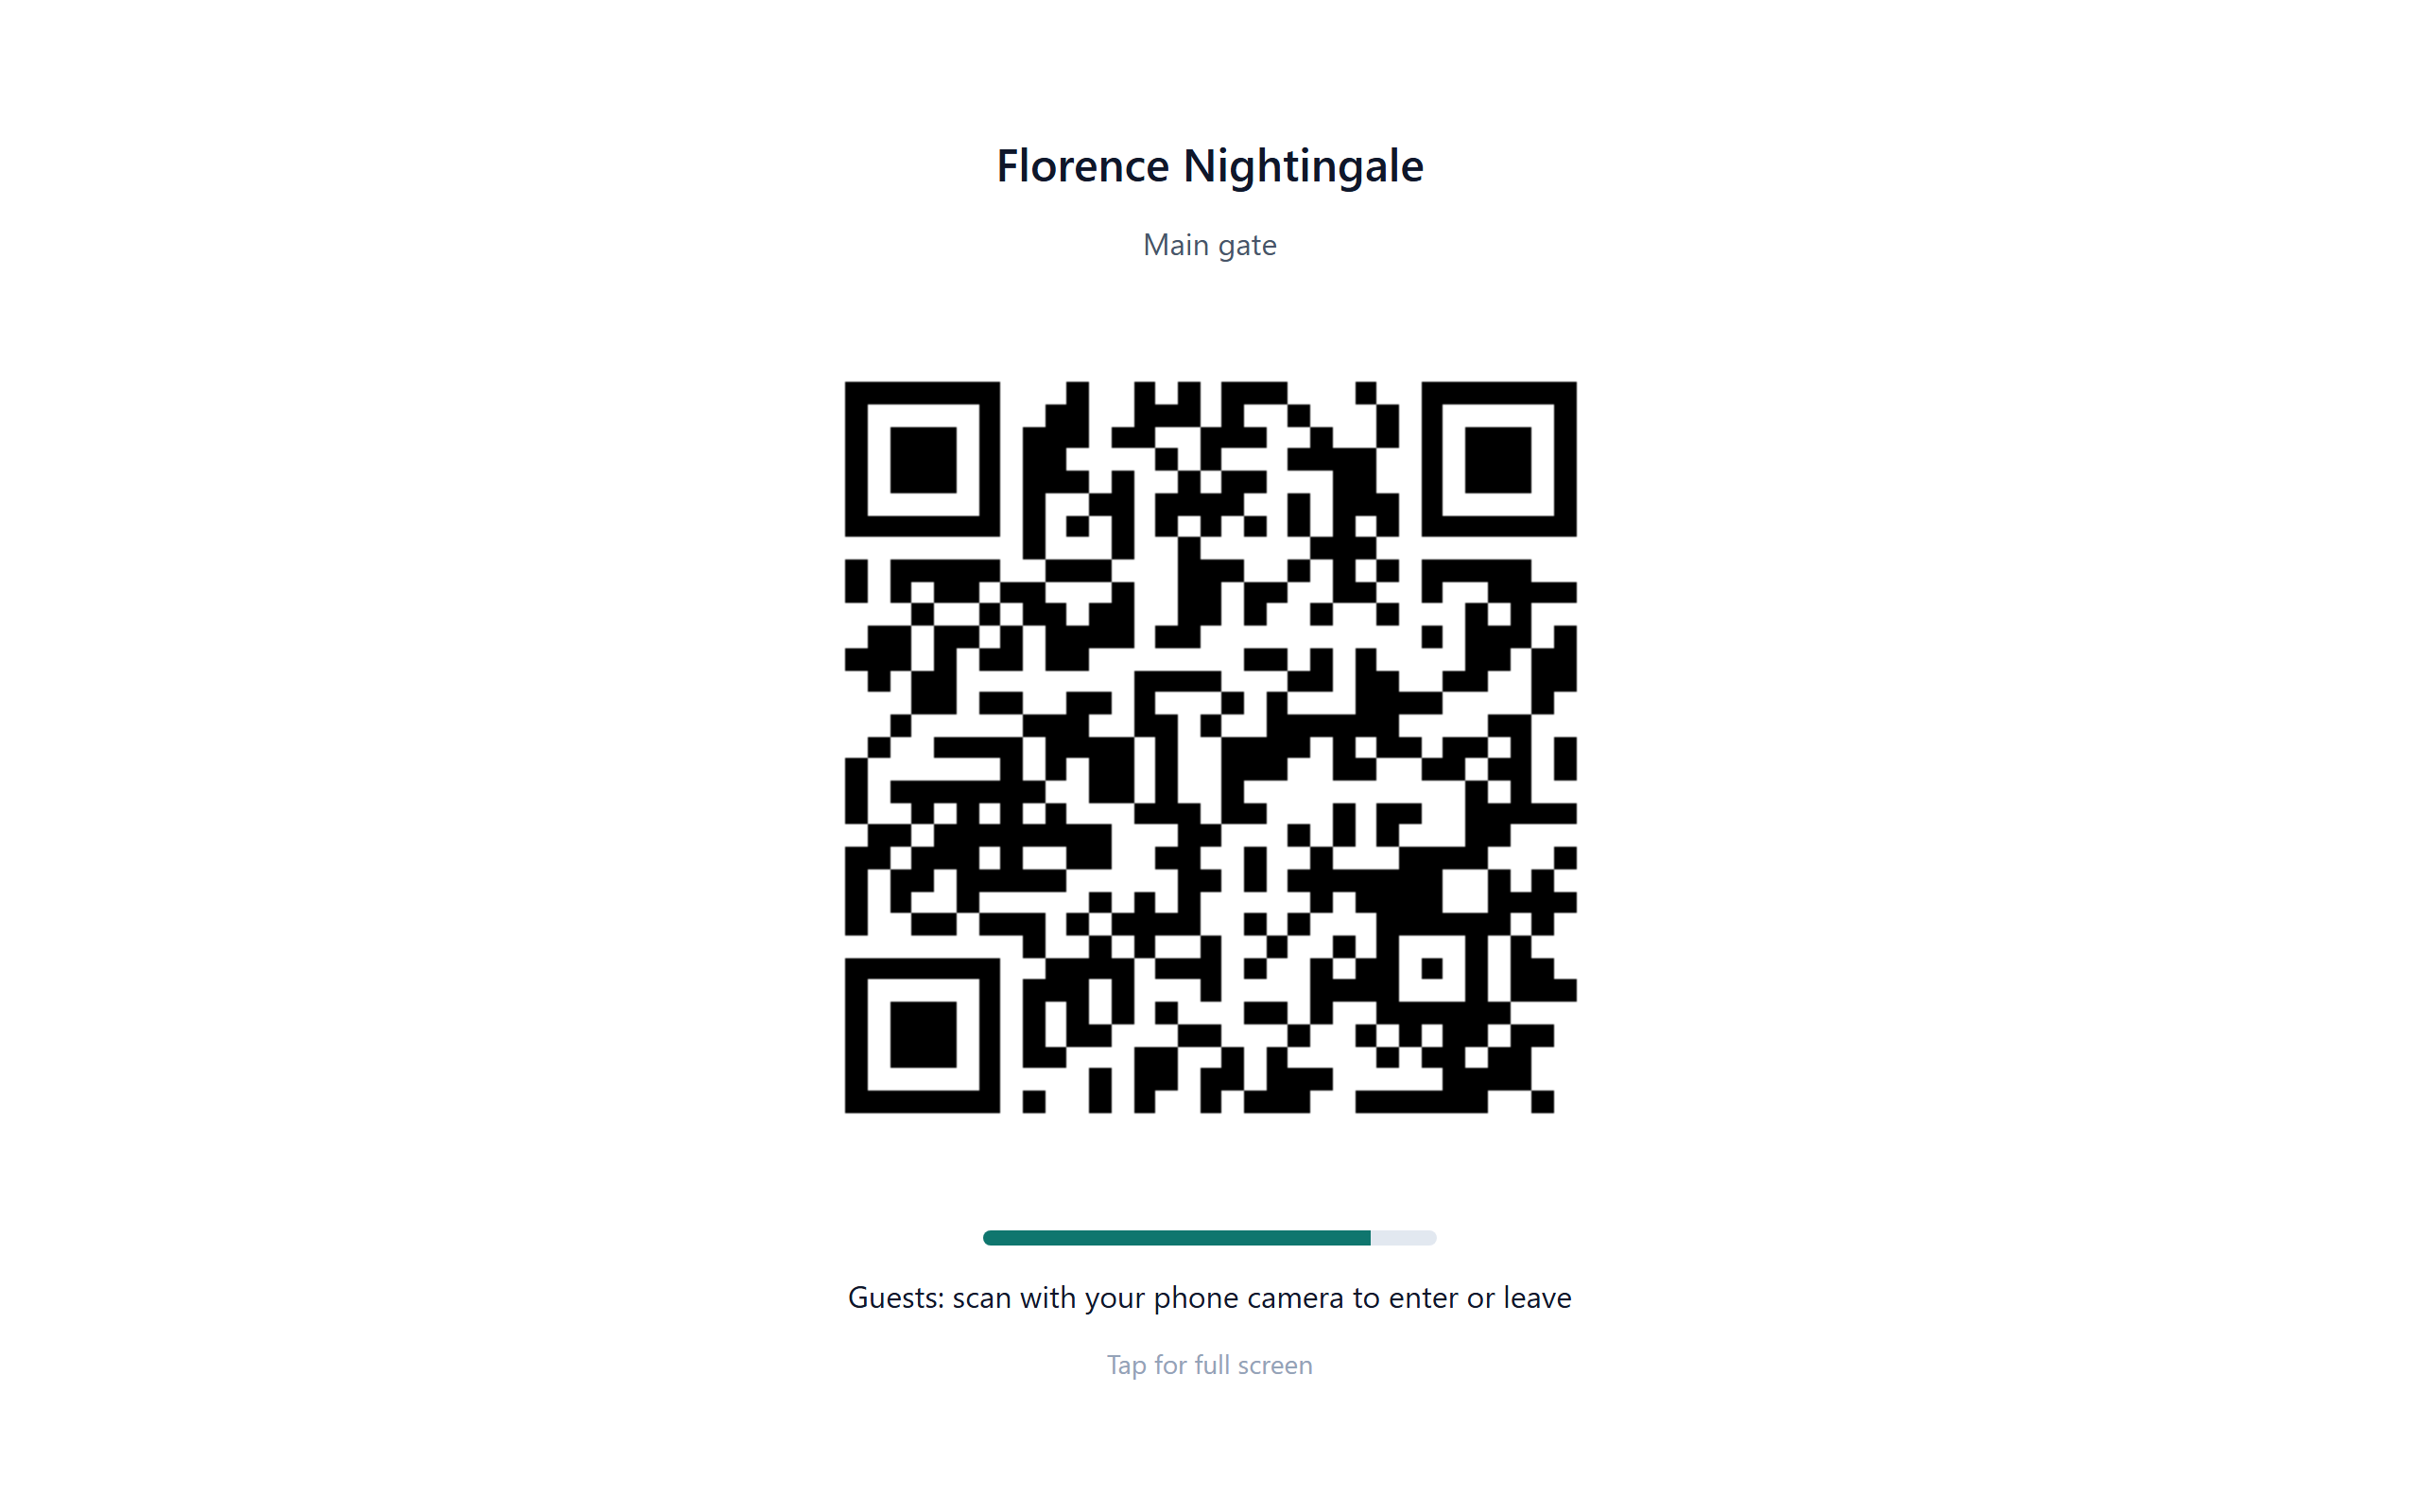 Florence Nightingale
Main gate
Guests: scan with your phone camera to enter or leave
Tap for full screen